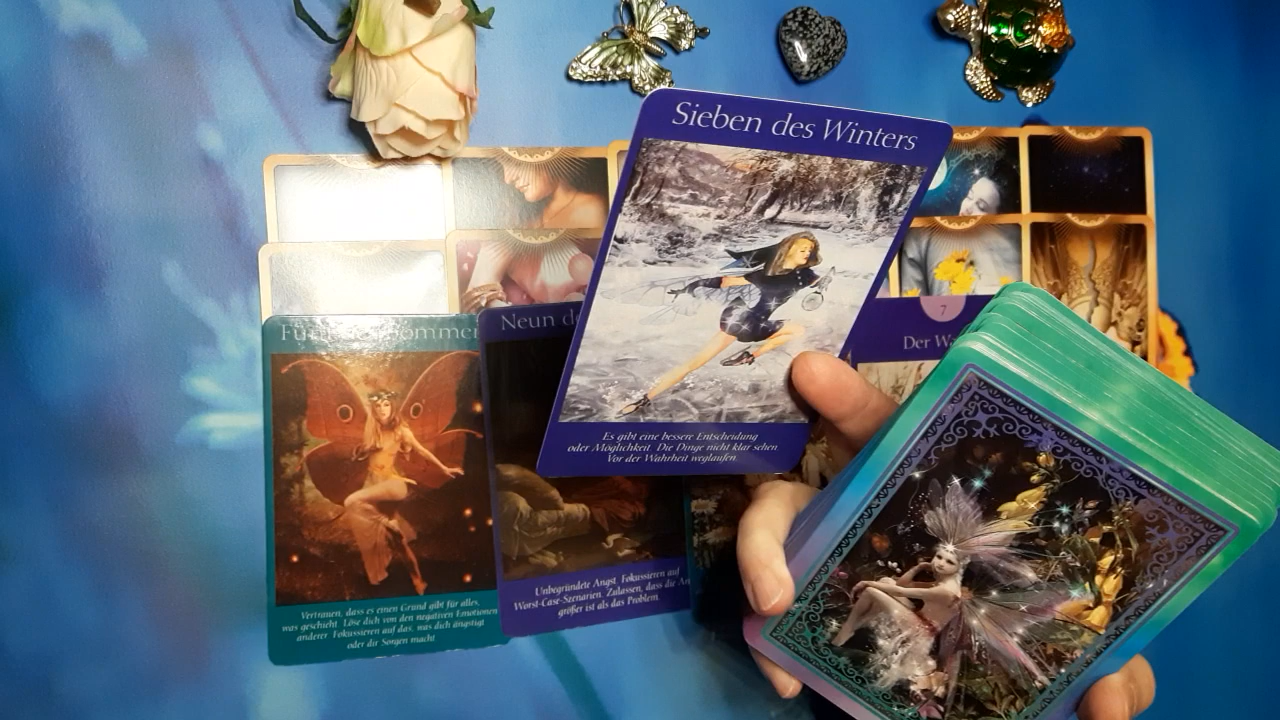 Sieben des Winters
Es gibt eine bessere Entscheidung
oder Möglichkeit. Die Dinge nicht klar sehen.
Vor der Wahrheit weglaufen.
7
Der
Neun
Unbegründete Angst. Fokussieren auf
Worst-Case-Szenarien. Zulassen, dass die
größer ist als das Problem.
Vertrauen, dass es einen Grund gibt für alles,
was geschieht. Löse dich von den negativen Emotionen
anderer. Fokussieren auf das, was dich ängstigt
oder dir Sorgen macht.